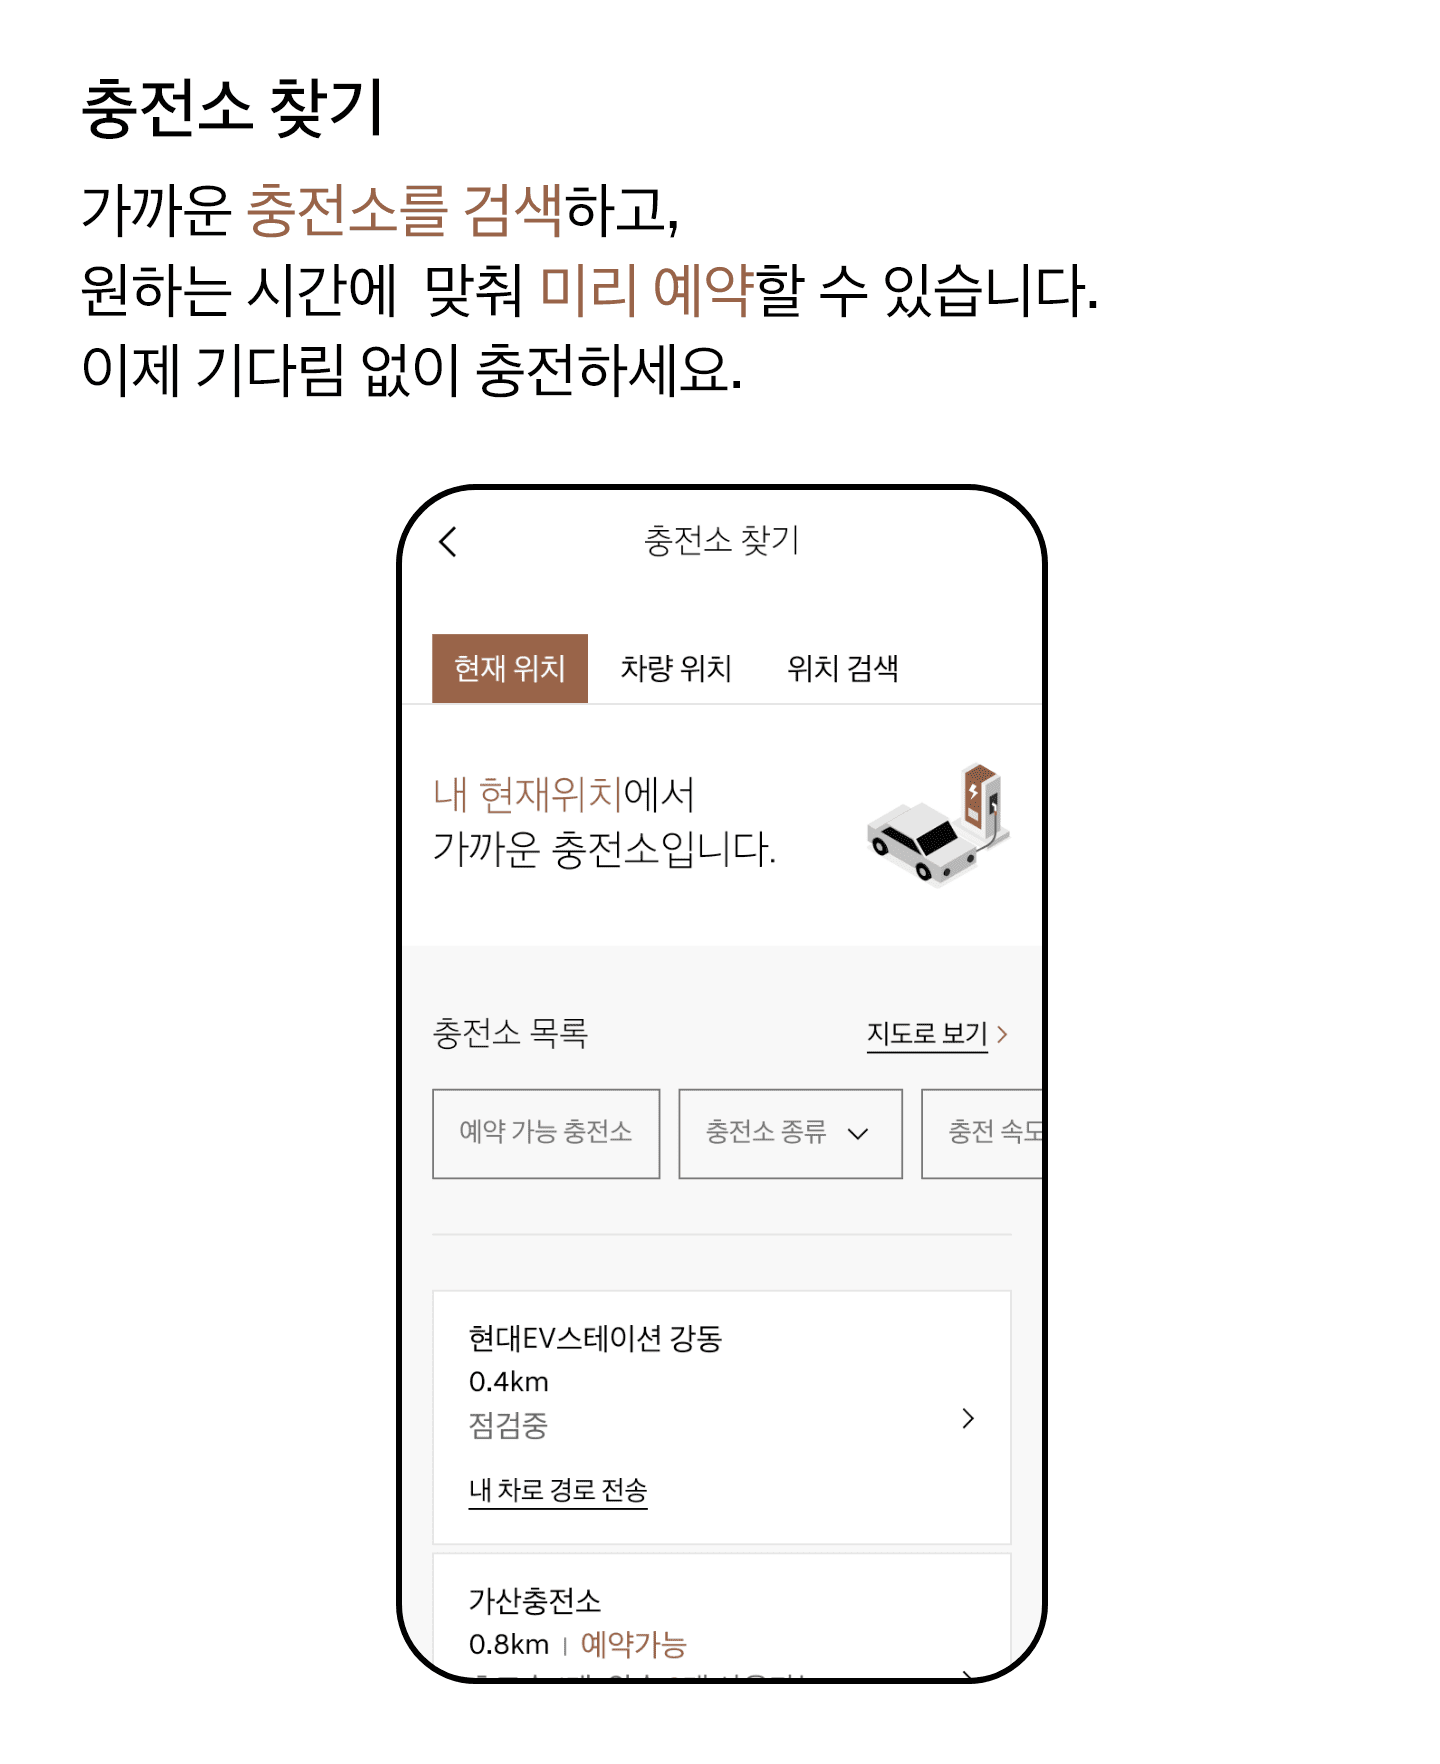 충전소 찾기
가까운 충전소를 검색하고,
원하는 시간에 맞춰 미리 예약할 수 있습니다.
이제 기다림 없이 충전하세요.
충전소 찾기
현재 위치 차량 위치 위치 검색
내 현재위치에서
가까운 충전소입니다.
충전소 목록 지도로 보기
예약 가능 충전소 충전소 종류 충전 속도
현대EV스테이션 강동
0.4km
점검중
내 차로 경로 전송
가산충전소
0.8km | 예약가능